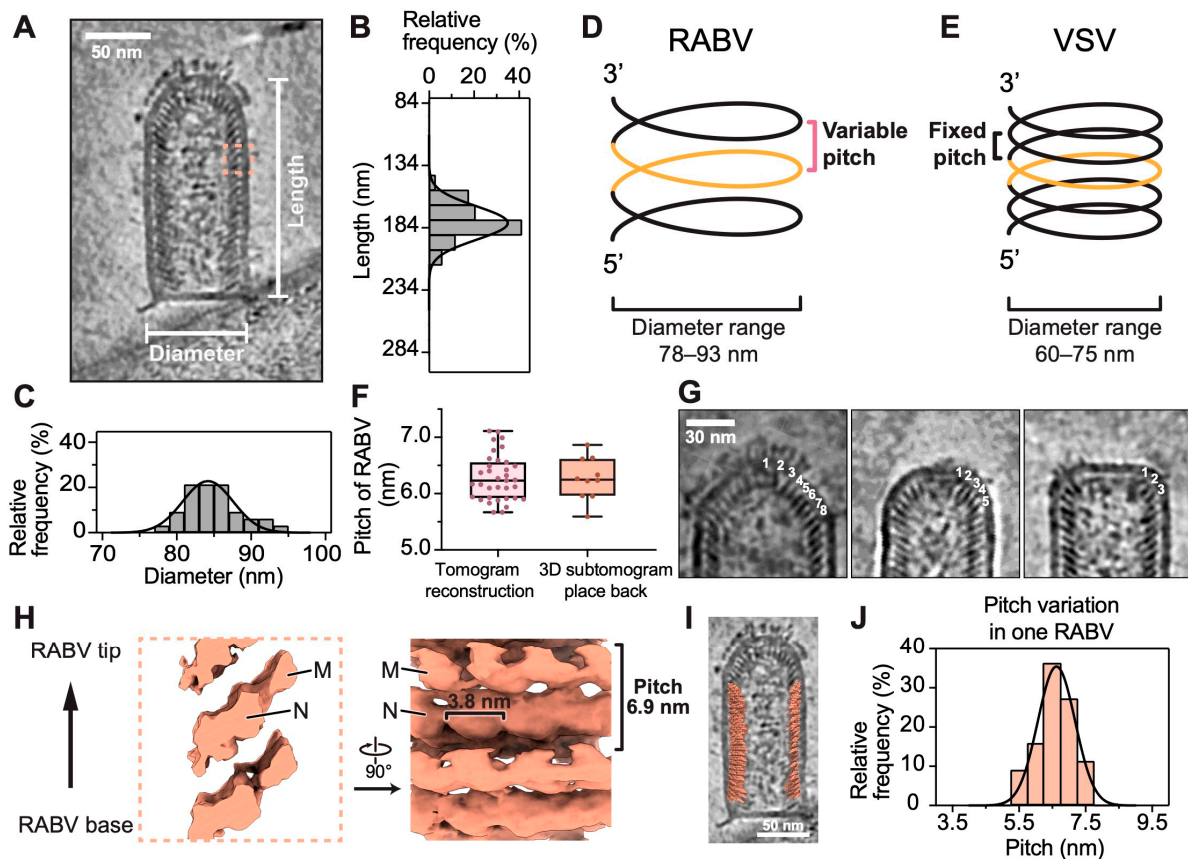 A
50 nm
Length
Diameter
B
Relative
frequency (%)
0 20 40
84
134
184
234
284
Length (nm)
D
RABV
3’
5’
Variable
pitch
Diameter range
78–93 nm
E
VSV
3’
Fixed
pitch
5’
Diameter range
60–75 nm
C
Relative
frequency (%)
40
20
0
70 80 90 100
Diameter (nm)
F
Pitch of RABV
(nm)
7.0
6.0
5.0
Tomogram
reconstruction
3D subtomogram
place back
G
30 nm
1 2 3 4 5 6 7 8
1 2 3 4 5
1 2 3
H
RABV tip
RABV base
M
N
90°
M
N
3.8 nm
Pitch
6.9 nm
I
50 nm
J
Pitch variation
in one RABV
Relative
frequency (%)
40
30
20
10
0
3.5 5.5 7.5 9.5
Pitch (nm)